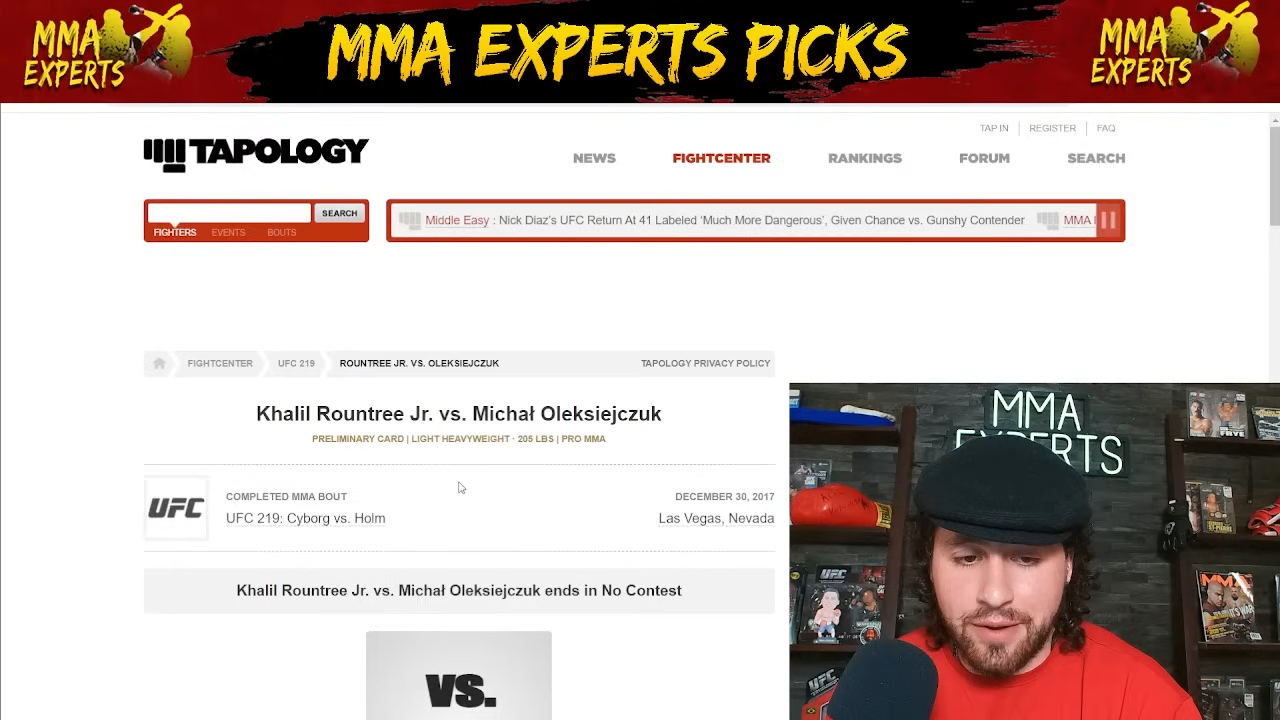 MMA
EXPERTS
MMA EXPERTS PICKS
MMA
EXPERTS
TAP IN
REGISTER
FAQ
TAPOLOGY
NEWS
FIGHTCENTER
RANKINGS
FORUM
SEARCH
SEARCH
FIGHTERS
EVENTS
BOUTS
Middle Easy : Nick Diaz's UFC Return At 41 Labeled 'Much More Dangerous', Given Chance vs. Gunshy Contender
MMA
FIGHTCENTER
UFC 219
ROUNTREE JR. VS. OLEKSIEJCZUK
TAPOLOGY PRIVACY POLICY
Khalil Rountree Jr. vs. Michał Oleksiejczuk
PRELIMINARY CARD | LIGHT HEAVYWEIGHT · 205 LBS | PRO MMA
UFC
COMPLETED MMA BOUT
DECEMBER 30, 2017
UFC 219: Cyborg vs. Holm
Las Vegas, Nevada
Khalil Rountree Jr. vs. Michał Oleksiejczuk ends in No Contest
VS.
MMA
EXPERTS
UFC
UFC
MMA